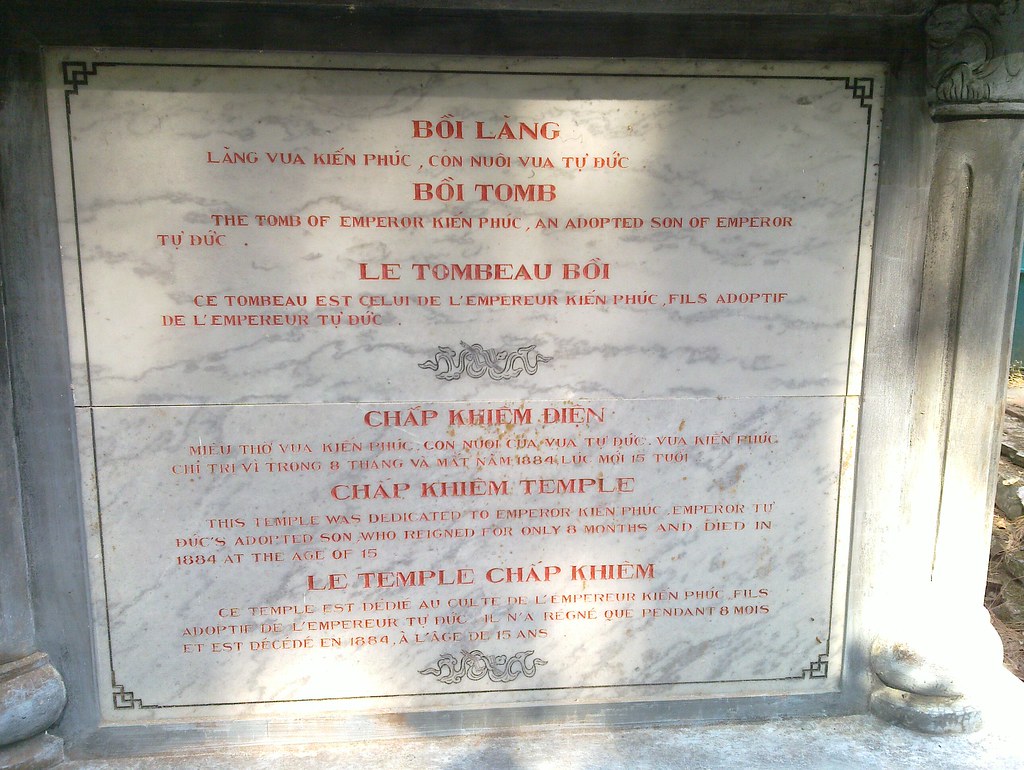 BỒI LĂNG
LĂNG VUA KIẾN PHÚC, CON NUÔI VUA TỰ ĐỨC .
BỒI TOMB
THE TOMB OF EMPEROR KIẾN PHÚC, AN ADOPTED SON OF EMPEROR
TỰ ĐỨC .
LE TOMBEAU BỒI
CE TOMBEAU EST CELUI DE L'EMPEREUR KIẾN PHÚC, FILS ADOPTIF
DE L'EMPEREUR TỰ ĐỨC .
CHẤP KHIÊM ĐIỆN
MIẾU THỜ VUA KIẾN PHÚC, CON NUÔI CỦA VUA TỰ ĐỨC. VUA KIẾN PHÚC
CHỈ TRỊ VÌ TRONG 8 THÁNG VÀ MẤT NĂM 1884 LÚC MỚI 15 TUỔI
CHẤP KHIÊM TEMPLE
THIS TEMPLE WAS DEDICATED TO EMPEROR KIẾN PHÚC, EMPEROR TỰ
ĐỨC'S ADOPTED SON WHO REIGNED FOR ONLY 8 MONTHS AND DIED IN
1884 AT THE AGE OF 15
LE TEMPLE CHẤP KHIÊM
CE TEMPLE EST DEDIÉ AU CULTE DE L'EMPEREUR KIẾN PHÚC, FILS
ADOPTIF DE L'EMPEREUR TỰ ĐỨC . IL N'A RÉGNÉ QUE PENDANT 8 MOIS
ET EST DÉCÉDÉ EN 1884, À L'ÂGE DE 15 ANS